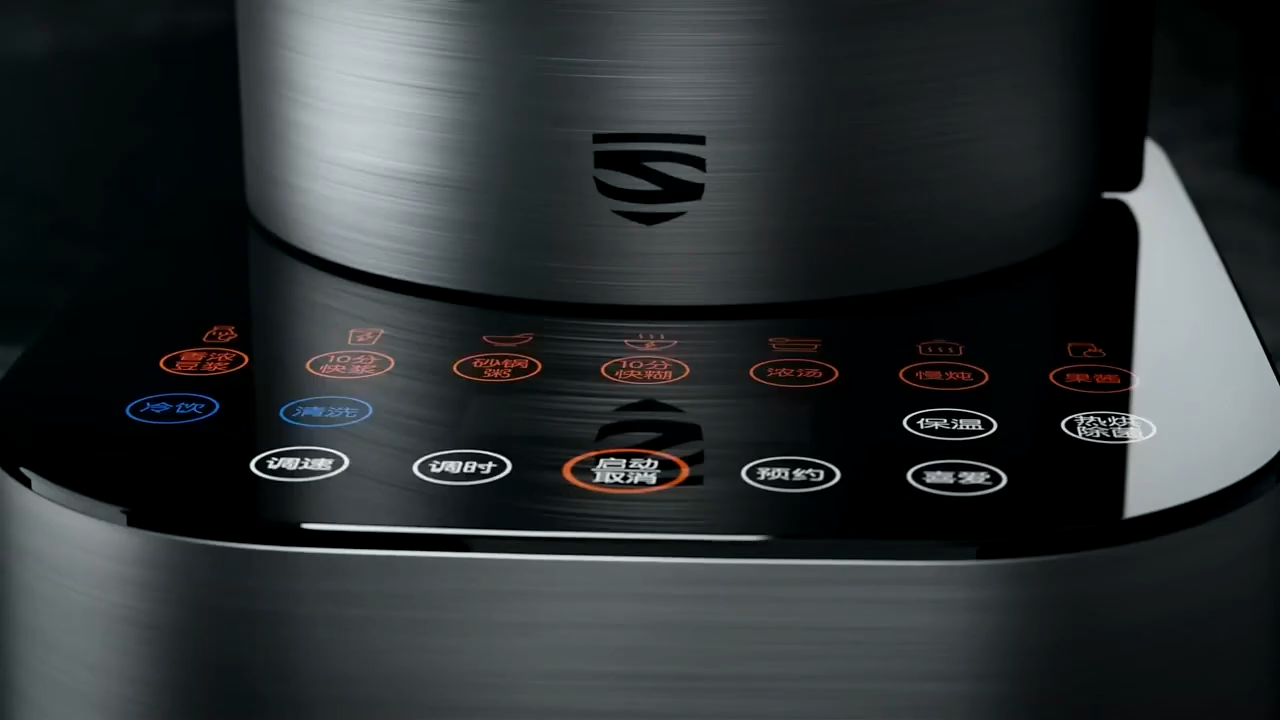 香浓
豆浆
10分
快浆
砂锅
粥
10分
快糊
浓汤
慢炖
果酱
冷饮
清洗
保温
热烘
除菌
调速
调时
启动
取消
预约
喜爱